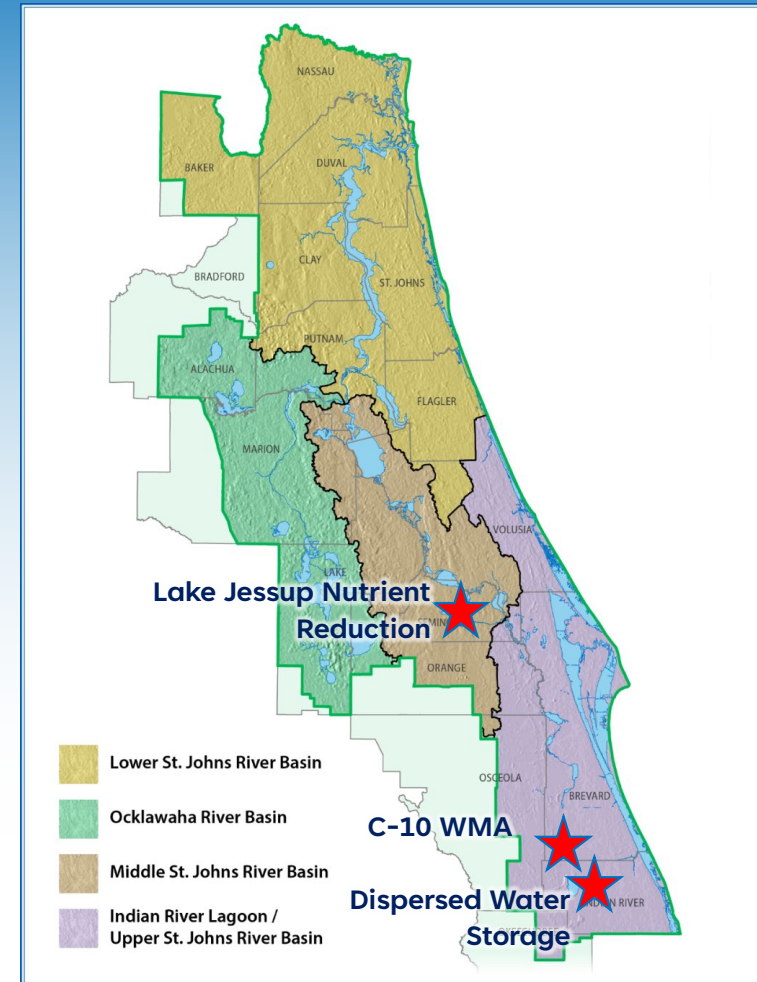 NASSAU
BAKER
DUVAL
CLAY
BRADFORD
ST. JOHNS
PUTNAM
ALACHUA
FLAGLER
MARION
VOLUSIA
LAKE
Lake Jessup Nutrient
Reduction
ORANGE
Lower St. Johns River Basin
Ocklawaha River Basin
Middle St. Johns River Basin
Indian River Lagoon /
Upper St. Johns River Basin
OSCEOLA
BREVARD
C-10 WMA
Dispersed Water
Storage
RIVER